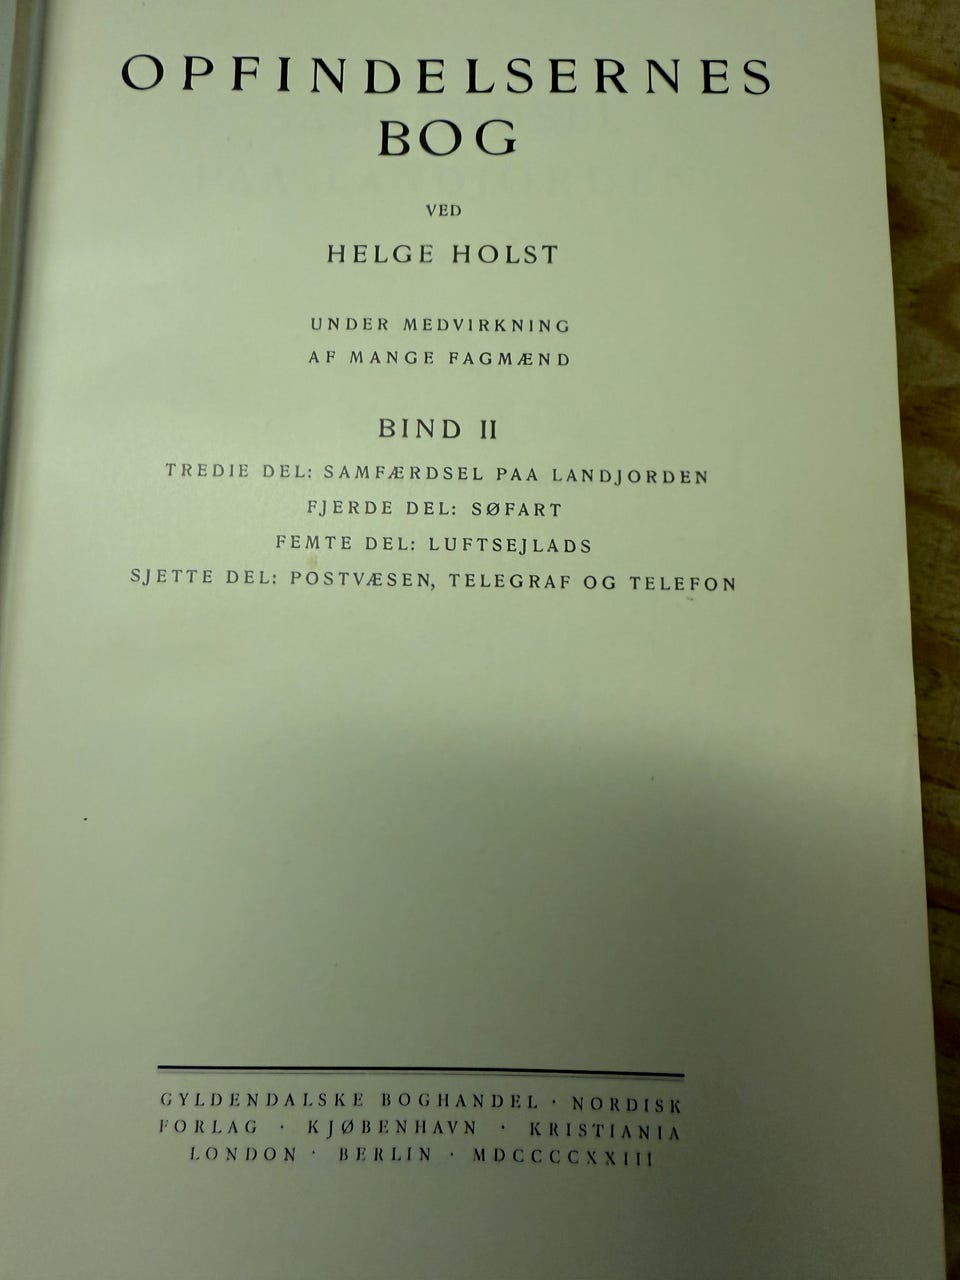 OPFINDELSERNES
BOG
VED
HELGE HOLST
UNDER MEDVIRKNING
AF MANGE FAGMÆND
BIND II
TREDIE DEL: SAMFÆRDSEL PAA LANDJORDEN
FJERDE DEL: SØFART
FEMTE DEL: LUFTSEJLADS
SJETTE DEL: POSTVÆSEN, TELEGRAF OG TELEFON
GYLDENDALSKE BOGHANDEL · NORDISK
FORLAG · KJØBENHAVN · KRISTIANIA
LONDON · BERLIN · MDCCCCXXIII